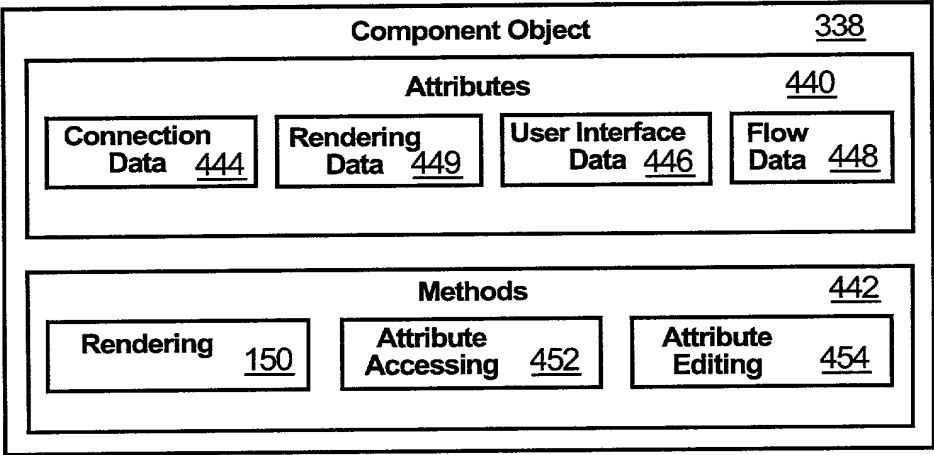 Component Object 338
Attributes 440
Connection Data 444
Rendering Data 449
User Interface Data 446
Flow Data 448
Methods 442
Rendering 150
Attribute Accessing 452
Attribute Editing 454